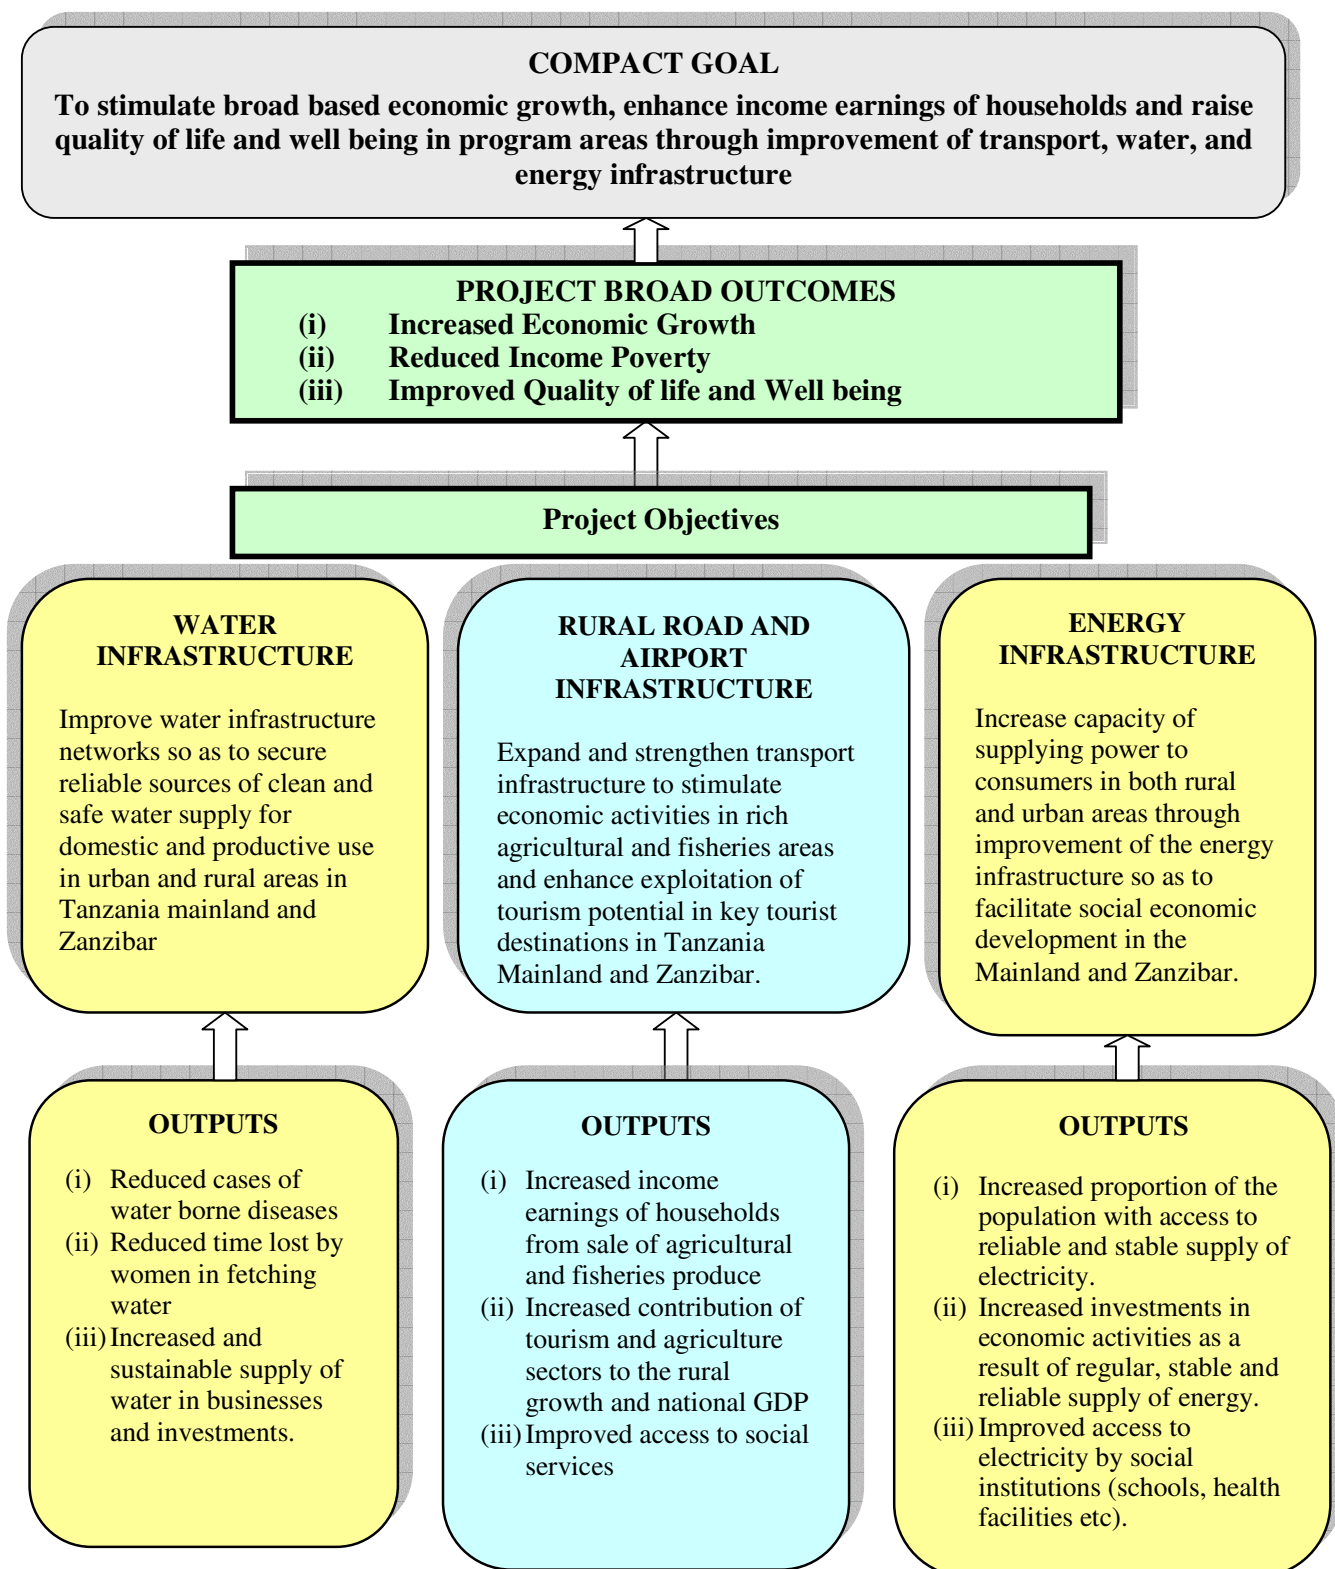 COMPACT GOAL
To stimulate broad based economic growth, enhance income earnings of households and raise
quality of life and well being in program areas through improvement of transport, water, and
energy infrastructure
PROJECT BROAD OUTCOMES
(i) Increased Economic Growth
(ii) Reduced Income Poverty
(iii) Improved Quality of life and Well being
Project Objectives
WATER
INFRASTRUCTURE
Improve water infrastructure
networks so as to secure
reliable sources of clean and
safe water supply for
domestic and productive use
in urban and rural areas in
Tanzania mainland and
Zanzibar
RURAL ROAD AND
AIRPORT
INFRASTRUCTURE
Expand and strengthen transport
infrastructure to stimulate
economic activities in rich
agricultural and fisheries areas
and enhance exploitation of
tourism potential in key tourist
destinations in Tanzania
Mainland and Zanzibar.
ENERGY
INFRASTRUCTURE
Increase capacity of
supplying power to
consumers in both rural
and urban areas through
improvement of the energy
infrastructure so as to
facilitate social economic
development in the
Mainland and Zanzibar.
OUTPUTS
(i) Reduced cases of
water borne diseases
(ii) Reduced time lost by
women in fetching
water
(iii) Increased and
sustainable supply of
water in businesses
and investments.
OUTPUTS
(i) Increased income
earnings of households
from sale of agricultural
and fisheries produce
(ii) Increased contribution of
tourism and agriculture
sectors to the rural
growth and national GDP
(iii) Improved access to social
services
OUTPUTS
(i) Increased proportion of the
population with access to
reliable and stable supply of
electricity.
(ii) Increased investments in
economic activities as a
result of regular, stable and
reliable supply of energy.
(iii) Improved access to
electricity by social
institutions (schools, health
facilities etc).